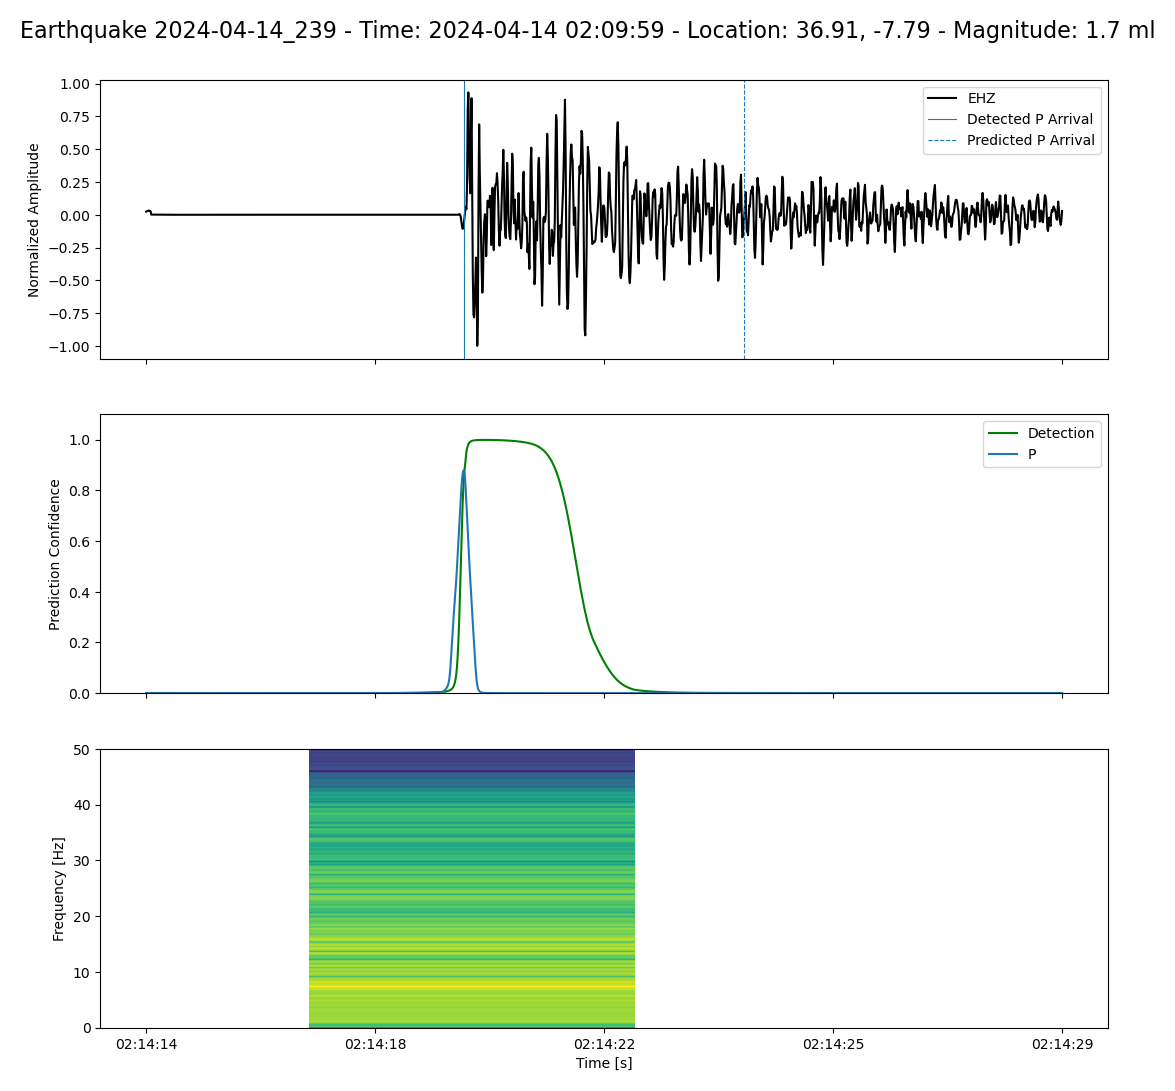 Earthquake 2024-04-14_239 - Time: 2024-04-14 02:09:59 - Location: 36.91, -7.79 - Magnitude: 1.7 ml
1.00
0.75
0.50
0.25
0.00
−0.25
−0.50
−0.75
−1.00
Normalized Amplitude
EHZ
Detected P Arrival
Predicted P Arrival
1.0
0.8
0.6
0.4
0.2
0.0
Prediction Confidence
Detection
P
50
40
30
20
10
0
Frequency [Hz]
02:14:14 02:14:18 02:14:22 02:14:25 02:14:29
Time [s]